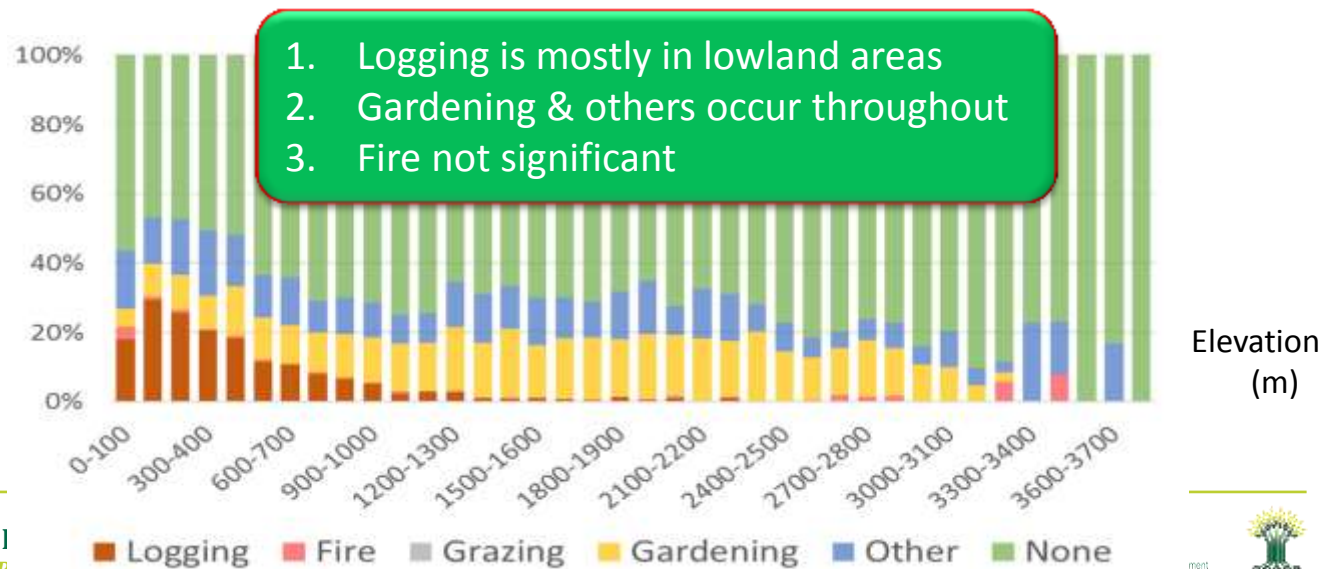 1. Logging is mostly in lowland areas
2. Gardening & others occur throughout
3. Fire not significant
100%
80%
60%
40%
20%
0%
Elevation
(m)
0-100
300-400
600-700
900-1000
1200-1300
1500-1600
1800-1900
2100-2200
2400-2500
2700-2800
3000-3100
3300-3400
3600-3700
Logging Fire Grazing Gardening Other None
ment